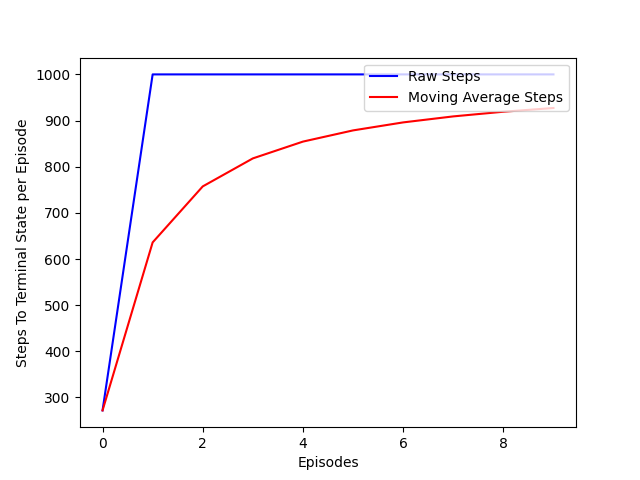 Raw Steps
Moving Average Steps
1000
900
800
700
600
500
400
300
Steps To Terminal State per Episode
0 2 4 6 8
Episodes